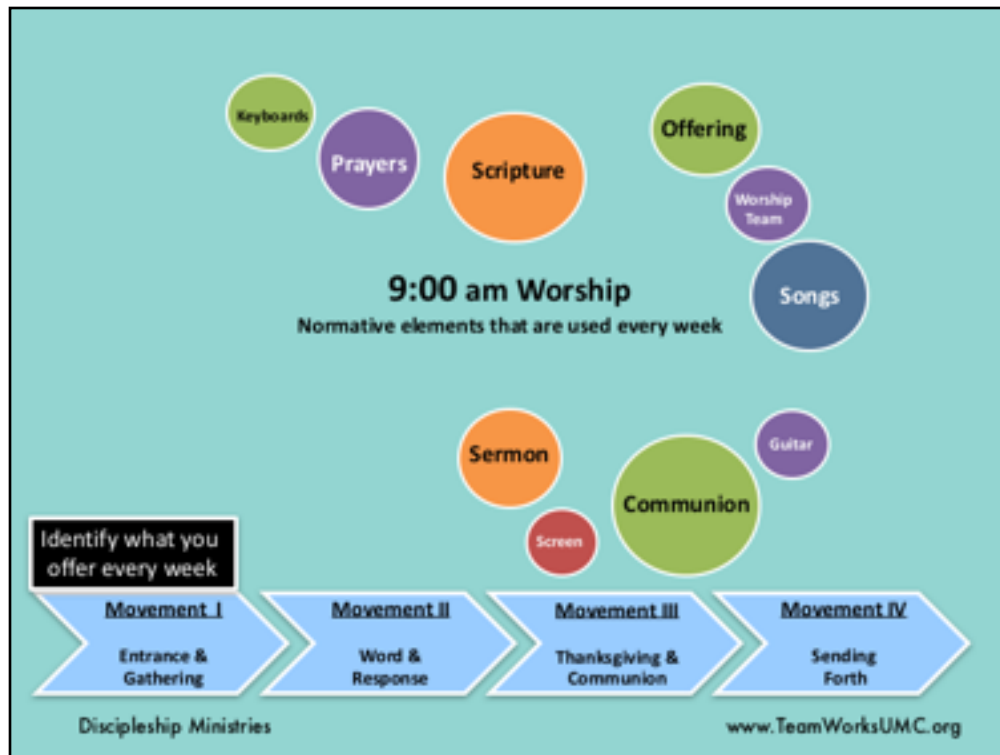 Keyboards
Prayers
Scripture
Offering
Worship
Team
Songs
9:00 am Worship
Normative elements that are used every week
Sermon
Screen
Communion
Guitar
Identify what you
offer every week
Movement I
Entrance &
Gathering
Movement II
Word &
Response
Movement III
Thanksgiving &
Communion
Movement IV
Sending
Forth
Discipleship Ministries
www.TeamWorksUMC.org